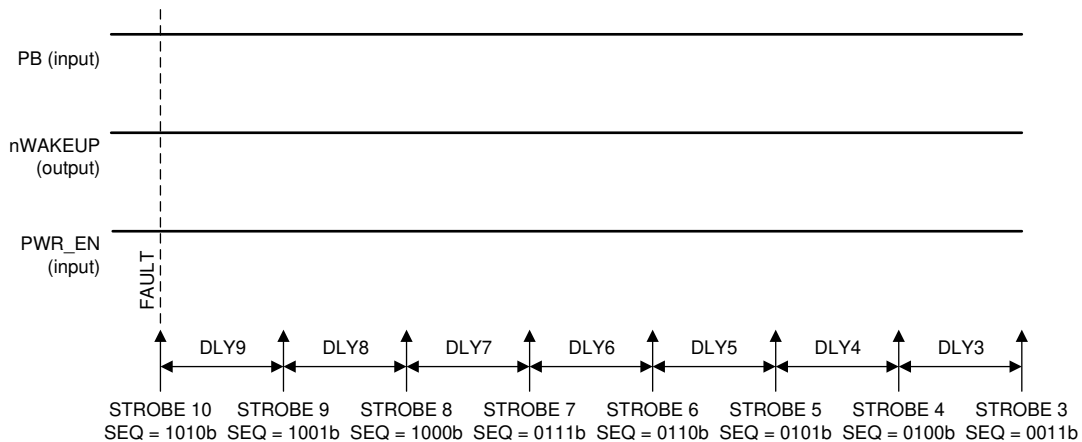 PB (input)
nWAKEUP
(output)
PWR_EN
(input)
FAULT
DLY9 DLY8 DLY7 DLY6 DLY5 DLY4 DLY3
STROBE 10 STROBE 9 STROBE 8 STROBE 7 STROBE 6 STROBE 5 STROBE 4 STROBE 3
SEQ = 1010b SEQ = 1001b SEQ = 1000b SEQ = 0111b SEQ = 0110b SEQ = 0101b SEQ = 0100b SEQ = 0011b